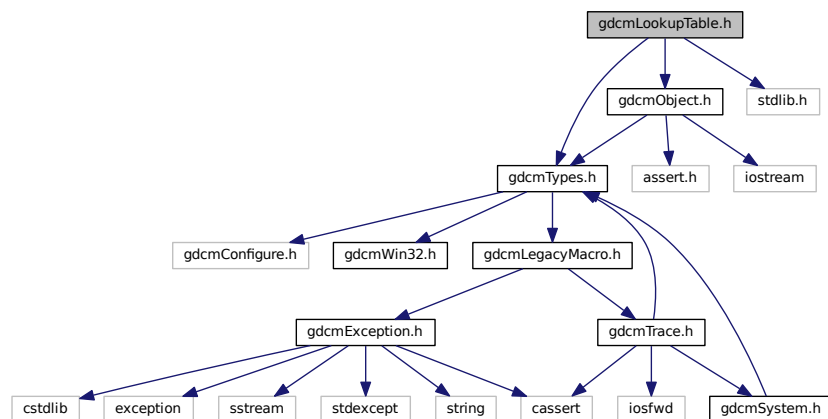 gdcmLookupTable.h
gdcmObject.h
stdlib.h
gdcmTypes.h
assert.h
iostream
gdcmConfigure.h
gdcmWin32.h
gdcmLegacyMacro.h
gdcmException.h
gdcmTrace.h
cstdlib
exception
sstream
stdexcept
string
cassert
iosfwd
gdcmSystem.h